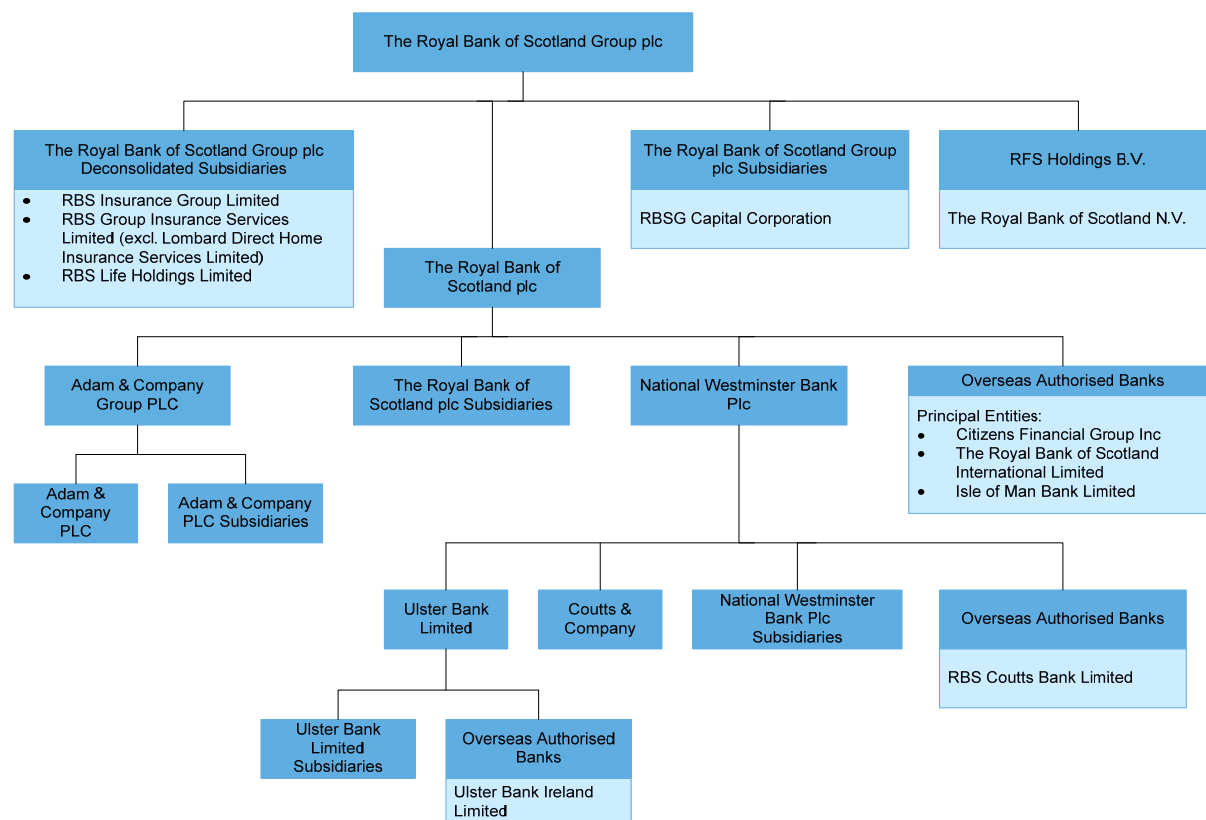 The Royal Bank of Scotland Group plc
The Royal Bank of Scotland Group plc
Deconsolidated Subsidiaries
● RBS Insurance Group Limited
● RBS Group Insurance Services
Limited (excl. Lombard Direct Home
Insurance Services Limited)
● RBS Life Holdings Limited
The Royal Bank of Scotland Group
plc Subsidiaries
RBSG Capital Corporation
RFS Holdings B.V.
The Royal Bank of Scotland N.V.
The Royal Bank of
Scotland plc
Adam & Company
Group PLC
The Royal Bank of
Scotland plc Subsidiaries
National Westminster Bank
Plc
Overseas Authorised Banks
Principal Entities:
● Citizens Financial Group Inc
● The Royal Bank of Scotland
International Limited
● Isle of Man Bank Limited
Adam &
Company
PLC
Adam & Company
PLC Subsidiaries
Ulster Bank
Limited
Coutts &
Company
National Westminster
Bank Plc
Subsidiaries
Overseas Authorised Banks
RBS Coutts Bank Limited
Ulster Bank
Limited
Subsidiaries
Overseas Authorised
Banks
Ulster Bank Ireland
Limited